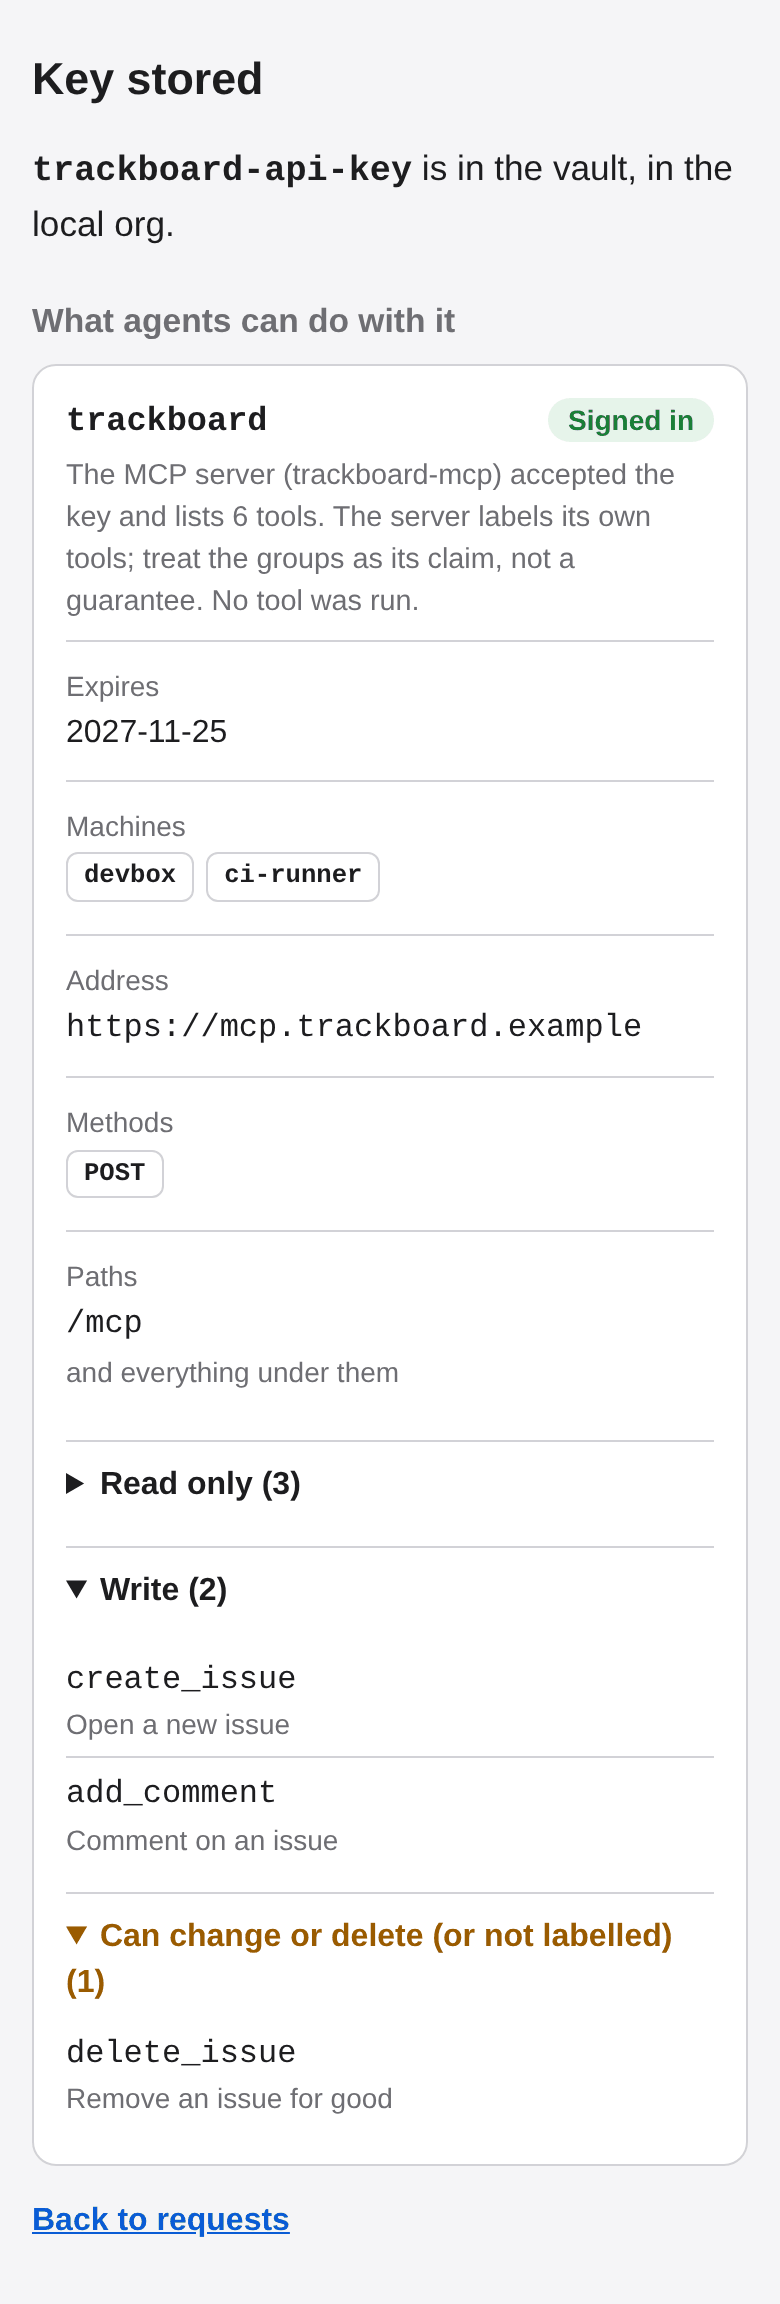 Key stored
trackboard-api-key is in the vault, in the
local org.
What agents can do with it
trackboard
Signed in
The MCP server (trackboard-mcp) accepted the
key and lists 6 tools. The server labels its own
tools; treat the groups as its claim, not a
guarantee. No tool was run.
Expires
2027-11-25
Machines
devbox ci-runner
Address
https://mcp.trackboard.example
Methods
POST
Paths
/mcp
and everything under them
Read only (3)
Write (2)
create_issue
Open a new issue
add_comment
Comment on an issue
Can change or delete (or not labelled)
(1)
delete_issue
Remove an issue for good
Back to requests